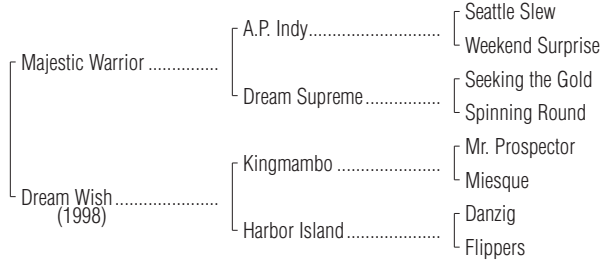 Seattle Slew
A.P. Indy............................
Weekend Surprise
Majestic Warrior ...............
Seeking the Gold
Dream Supreme................
Spinning Round
Mr. Prospector
Kingmambo ......................
Miesque
Dream Wish......................
(1998)
Danzig
Harbor Island....................
Flippers